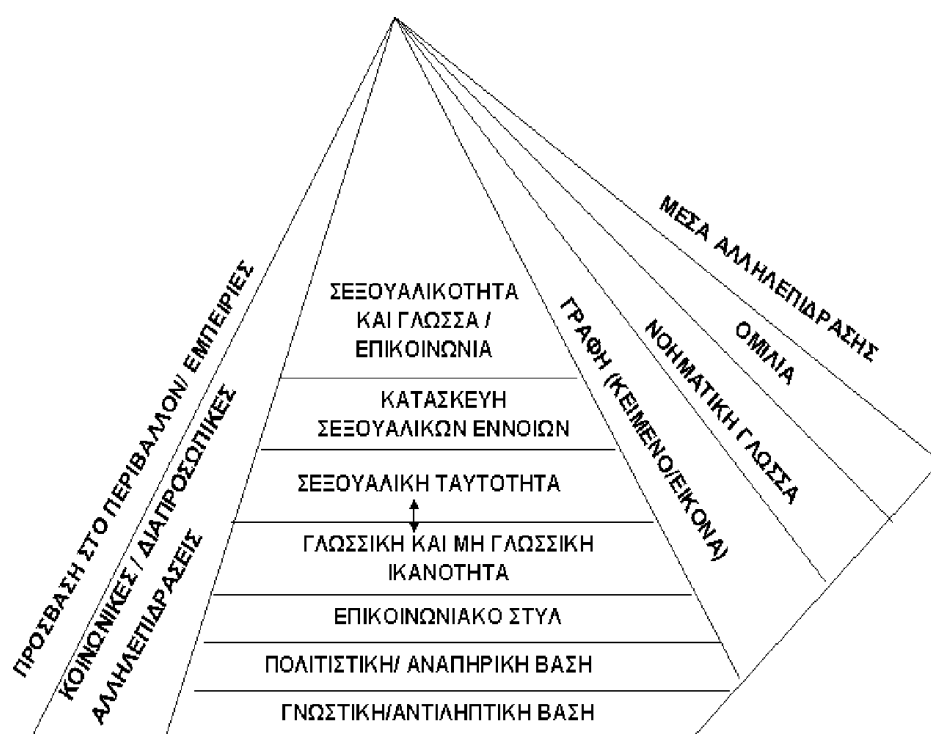 ΣΕΞΟΥΑΛΙΚΟΤΗΤΑ
ΚΑΙ ΓΛΩΣΣΑ /
ΕΠΙΚΟΙΝΩΝΙΑ
ΚΑΤΑΣΚΕΥΗ
ΣΕΞΟΥΑΛΙΚΩΝ ΕΝΝΟΙΩΝ
ΣΕΞΟΥΑΛΙΚΗ ΤΑΥΤΟΤΗΤΑ
ΓΛΩΣΣΙΚΗ ΚΑΙ ΜΗ ΓΛΩΣΣΙΚΗ
ΙΚΑΝΟΤΗΤΑ
ΕΠΙΚΟΙΝΩΝΙΑΚΟ ΣΤΥΛ
ΠΟΛΙΤΙΣΤΙΚΗ/ ΑΝΑΠΗΡΙΚΗ ΒΑΣΗ
ΓΝΩΣΤΙΚΗ/ΑΝΤΙΛΗΠΤΙΚΗ ΒΑΣΗ
ΠΡΟΣΒΑΣΗ ΣΤΟ ΠΕΡΙΒΑΛΛΟΝ/ ΕΜΠΕΙΡΙΕΣ
ΚΟΙΝΩΝΙΚΕΣ / ΔΙΑΠΡΟΣΩΠΙΚΕΣ
ΑΛΛΗΛΕΠΙΔΡΑΣΕΙΣ
ΓΡΑΦΗ (ΚΕΙΜΕΝΟ/ΕΙΚΟΝΑ)
ΝΟΗΜΑΤΙΚΗ ΓΛΩΣΣΑ
ΟΜΙΛΙΑ
ΜΕΣΑ ΑΛΛΗΛΕΠΙΔΡΑΣΗΣ